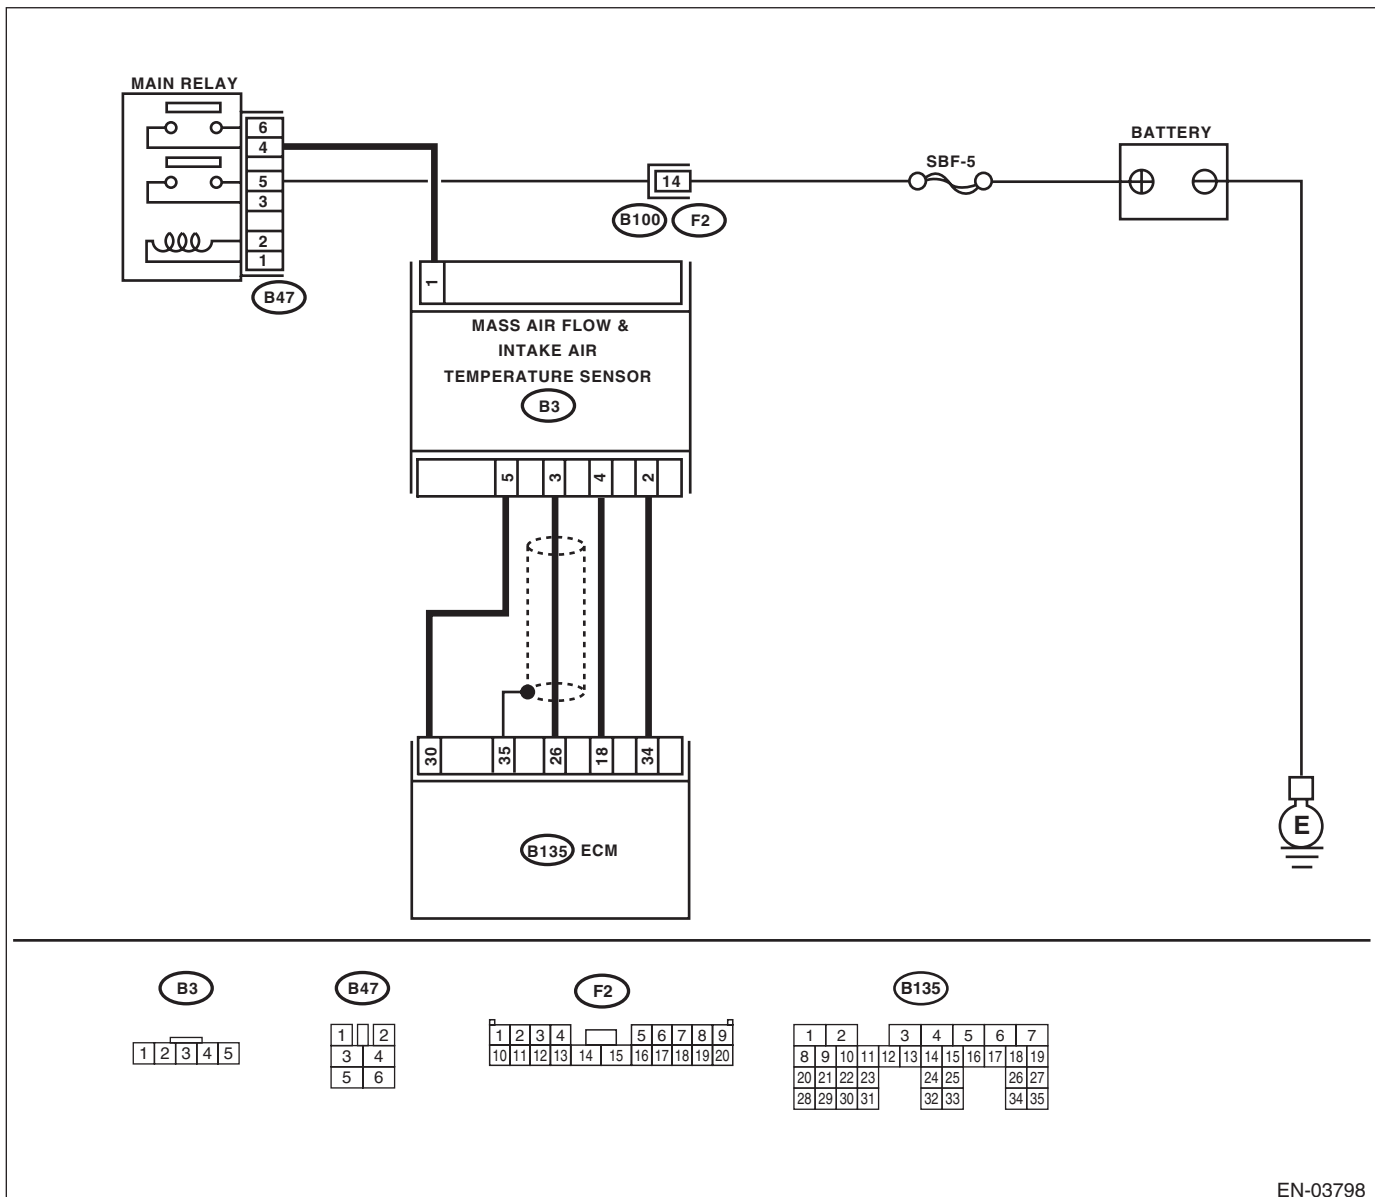 MAIN RELAY
6
4
5
3
2
1
B47
14
B100 F2
SBF-5
BATTERY
1
MASS AIR FLOW &
INTAKE AIR
TEMPERATURE SENSOR
B3
5 3 4 2
30 35 26 18 34
B135 ECM
E
B3
1 2 3 4 5
B47
1 2
3 4
5 6
F2
1 2 3 4 5 6 7 8 9
10 11 12 13 14 15 16 17 18 19 20
B135
1 2 3 4 5 6 7
8 9 10 11 12 13 14 15 16 17 18 19
20 21 22 23 24 25 26 27
28 29 30 31 32 33 34 35
EN-03798